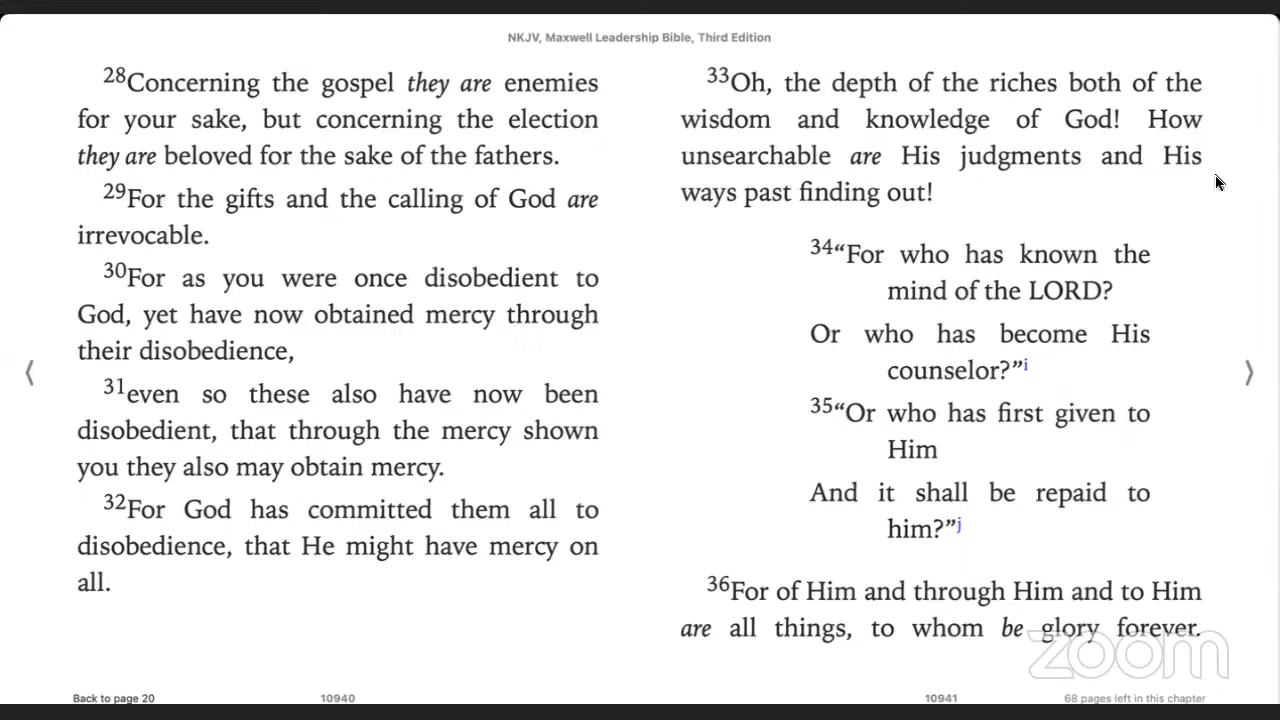 NKJV, Maxwell Leadership Bible, Third Edition
28Concerning the gospel they are enemies
for your sake, but concerning the election
they are beloved for the sake of the fathers.
29For the gifts and the calling of God are
irrevocable.
30For as you were once disobedient to
God, yet have now obtained mercy through
their disobedience,
31even so these also have now been
disobedient, that through the mercy shown
you they also may obtain mercy.
32For God has committed them all to
disobedience, that He might have mercy on
all.
33Oh, the depth of the riches both of the
wisdom and knowledge of God! How
unsearchable are His judgments and His
ways past finding out!
34“For who has known the
mind of the LORD?
Or who has become His
counselor?”i
35“Or who has first given to
Him
And it shall be repaid to
him?”j
36For of Him and through Him and to Him
are all things, to whom be glory forever.
zoom
Back to page 20
10940
10941
68 pages left in this chapter